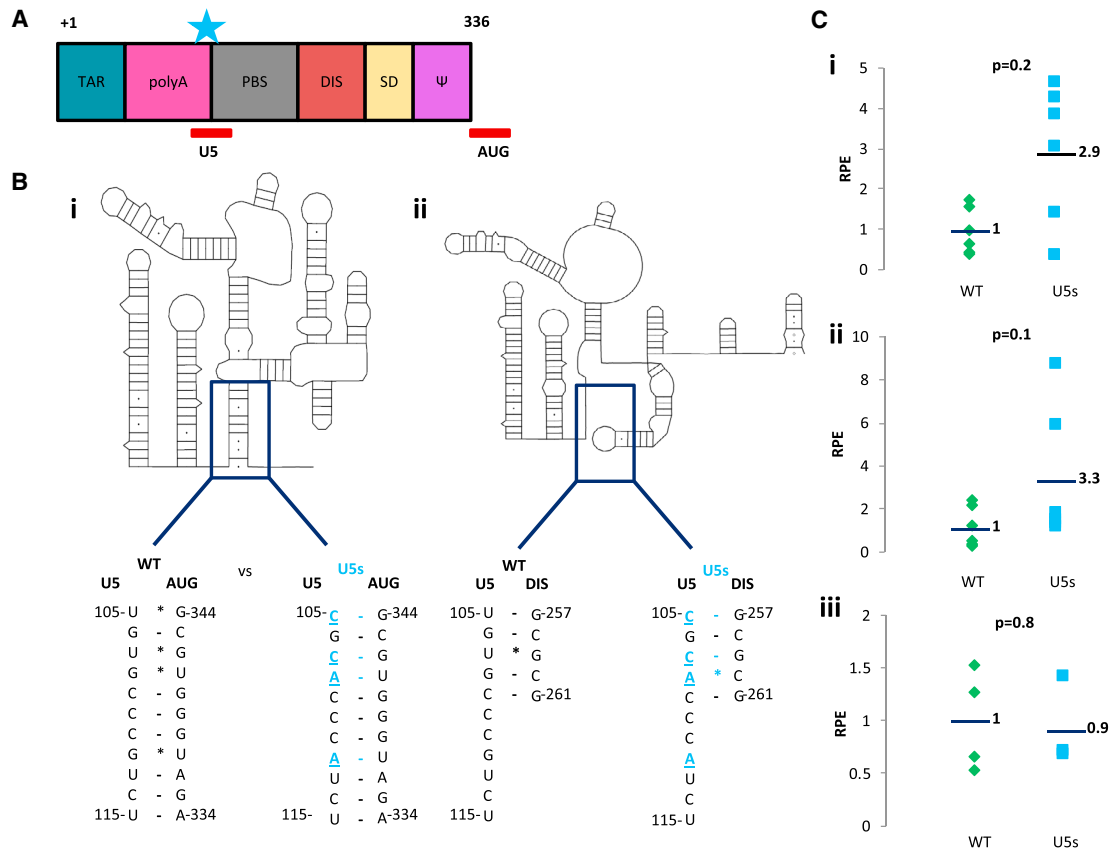 A
+1
336
TAR
polyA
PBS
DIS
SD
Ψ
U5
AUG
B
i
ii
WT
vs
U5s
U5 AUG
U5 AUG
105-U * G-344
G - C
U * G
G * U
C - G
C - G
C - G
G * U
U - A
C - G
115-U - A-334
105-C - G-344
G - C
C - G
A - U
C - G
C - G
C - G
A - U
U - A
C - G
115- U - A-334
WT
U5s
U5 DIS
U5 DIS
105-U - G-257
G - C
U * G
G - C
C - G-261
C
C
G
U
C
115-U
105-C - G-257
G - C
C - G
A * C
C - G-261
C
C
A
U
C
115-U
C
i
p=0.2
RPE
5
4
3
2
1
0
1
2.9
WT U5s
ii
p=0.1
RPE
10
8
6
4
2
0
1
3.3
WT U5s
iii
p=0.8
RPE
2
1.5
1
0.5
0
1
0.9
WT U5s